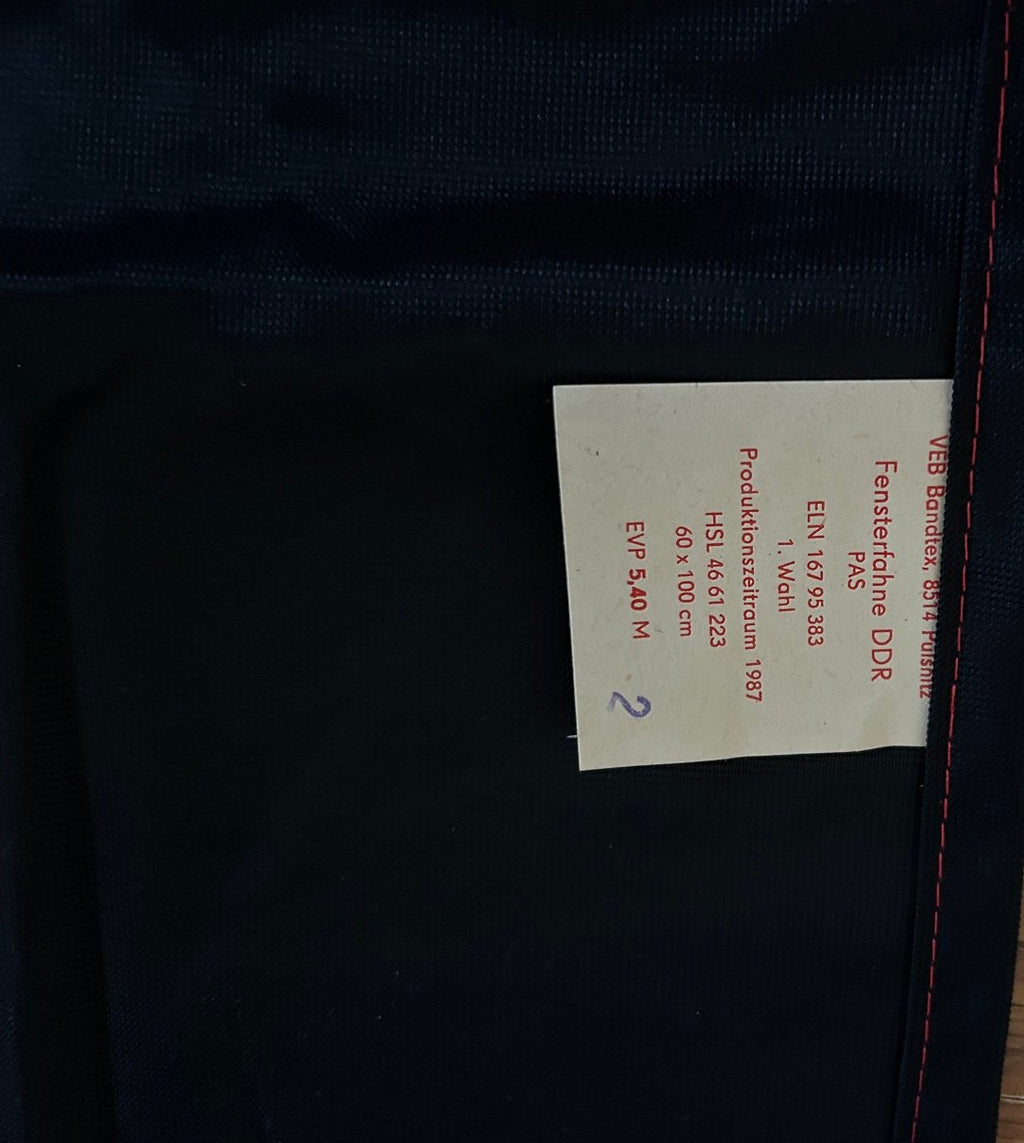 VEB Bandtex, 8514 Pulsnitz
Fensterfahne DDR
PAS
ELN 167 95 383
1. Wahl
Produktionszeitraum 1987
HSL 46 61 223
60 x 100 cm
EVP 5,40 M
2